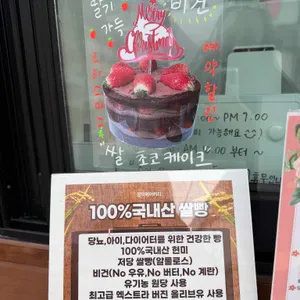 딸기
가득
비건
Merry
Christmas
~ PM 7:00
"쌀 초코 케이크"
100%국내산 쌀빵
당뇨,아이,다이어터를 위한 건강한 빵
100%국내산 현미
저당 쌀빵(알룰로스)
비건(No 우유,No 버터,No 계란)
유기농 원당 사용
최고급 엑스트라 버진 올리브유 사용